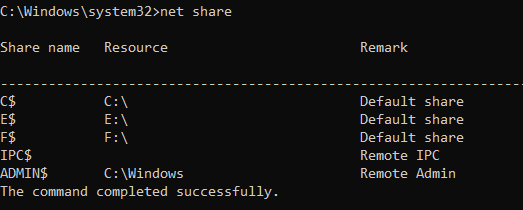 C:\Windows\system32>net share
Share name   Resource                        Remark
-------------------------------------------------------------------------------
C$           C:\                             Default share
E$           E:\                             Default share
F$           F:\                             Default share
IPC$                                         Remote IPC
ADMIN$       C:\Windows                      Remote Admin
The command completed successfully.